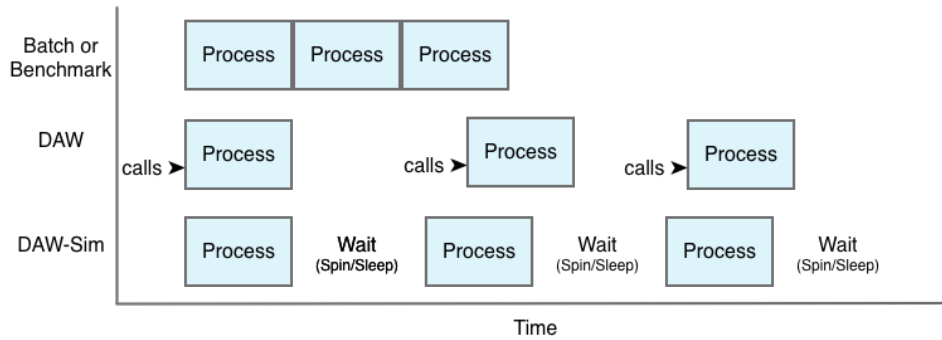 Batch or
Benchmark
Process Process Process
DAW
calls Process calls Process calls Process
DAW-Sim
Process Wait Process Wait Process Wait
(Spin/Sleep) (Spin/Sleep) (Spin/Sleep)
Time